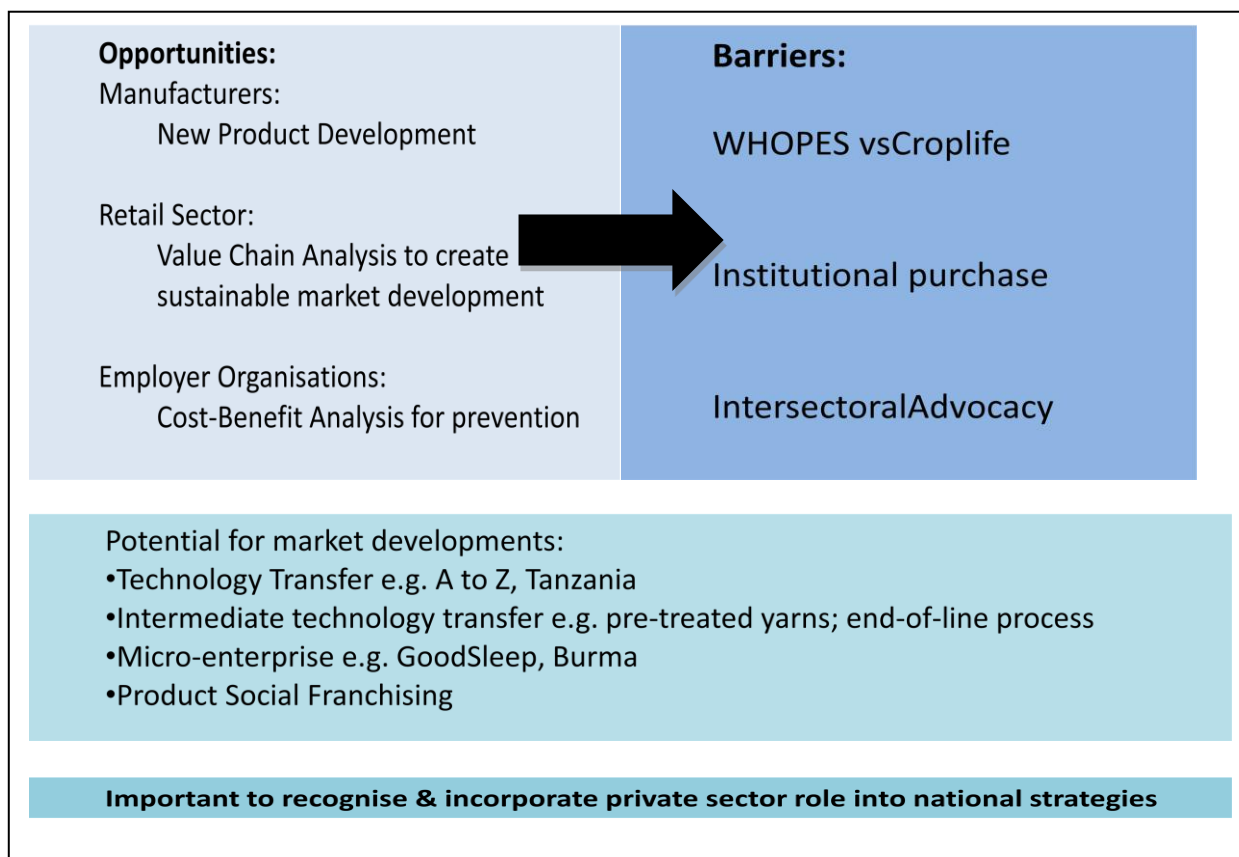 Opportunities:
Manufacturers:
New Product Development
Retail Sector:
Value Chain Analysis to create
sustainable market development
Employer Organisations:
Cost-Benefit Analysis for prevention
Barriers:
WHOPES vsCroplife
Institutional purchase
IntersectoralAdvocacy
Potential for market developments:
•Technology Transfer e.g. A to Z, Tanzania
•Intermediate technology transfer e.g. pre-treated yarns; end-of-line process
•Micro-enterprise e.g. GoodSleep, Burma
•Product Social Franchising
Important to recognise & incorporate private sector role into national strategies